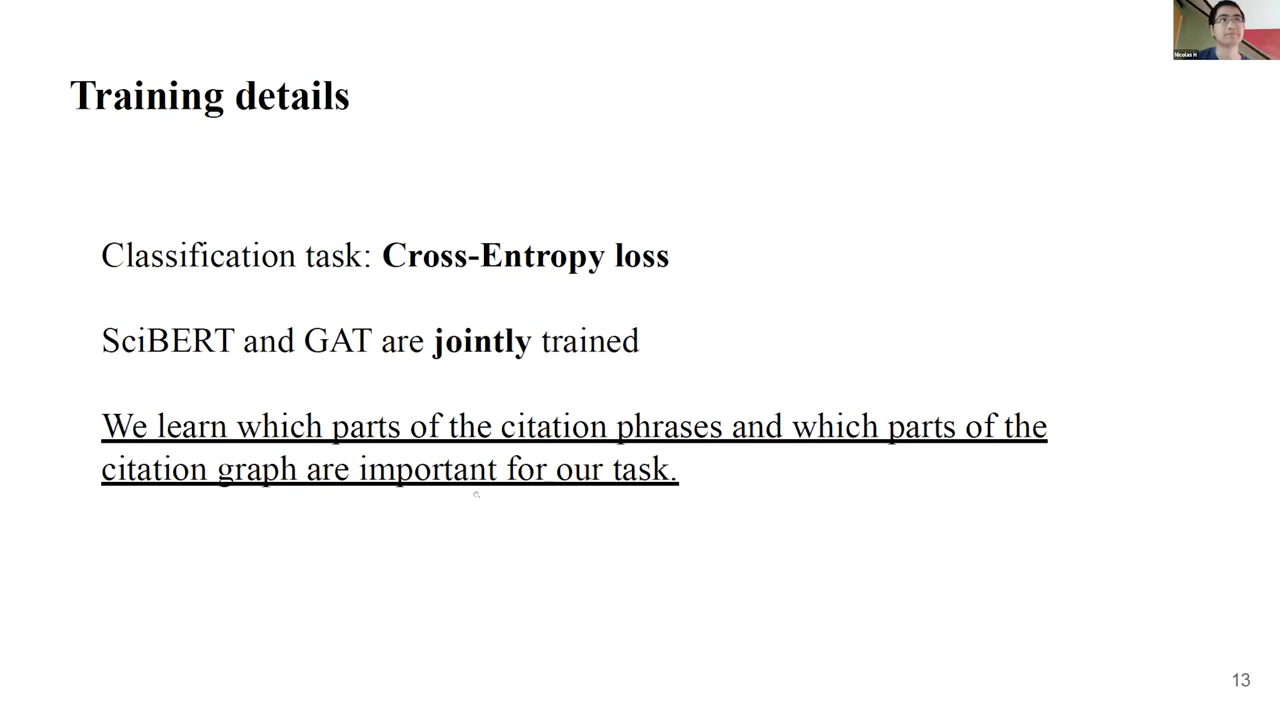 Nicolas H
Training details
Classification task: Cross-Entropy loss
SciBERT and GAT are jointly trained
We learn which parts of the citation phrases and which parts of the
citation graph are important for our task.
13